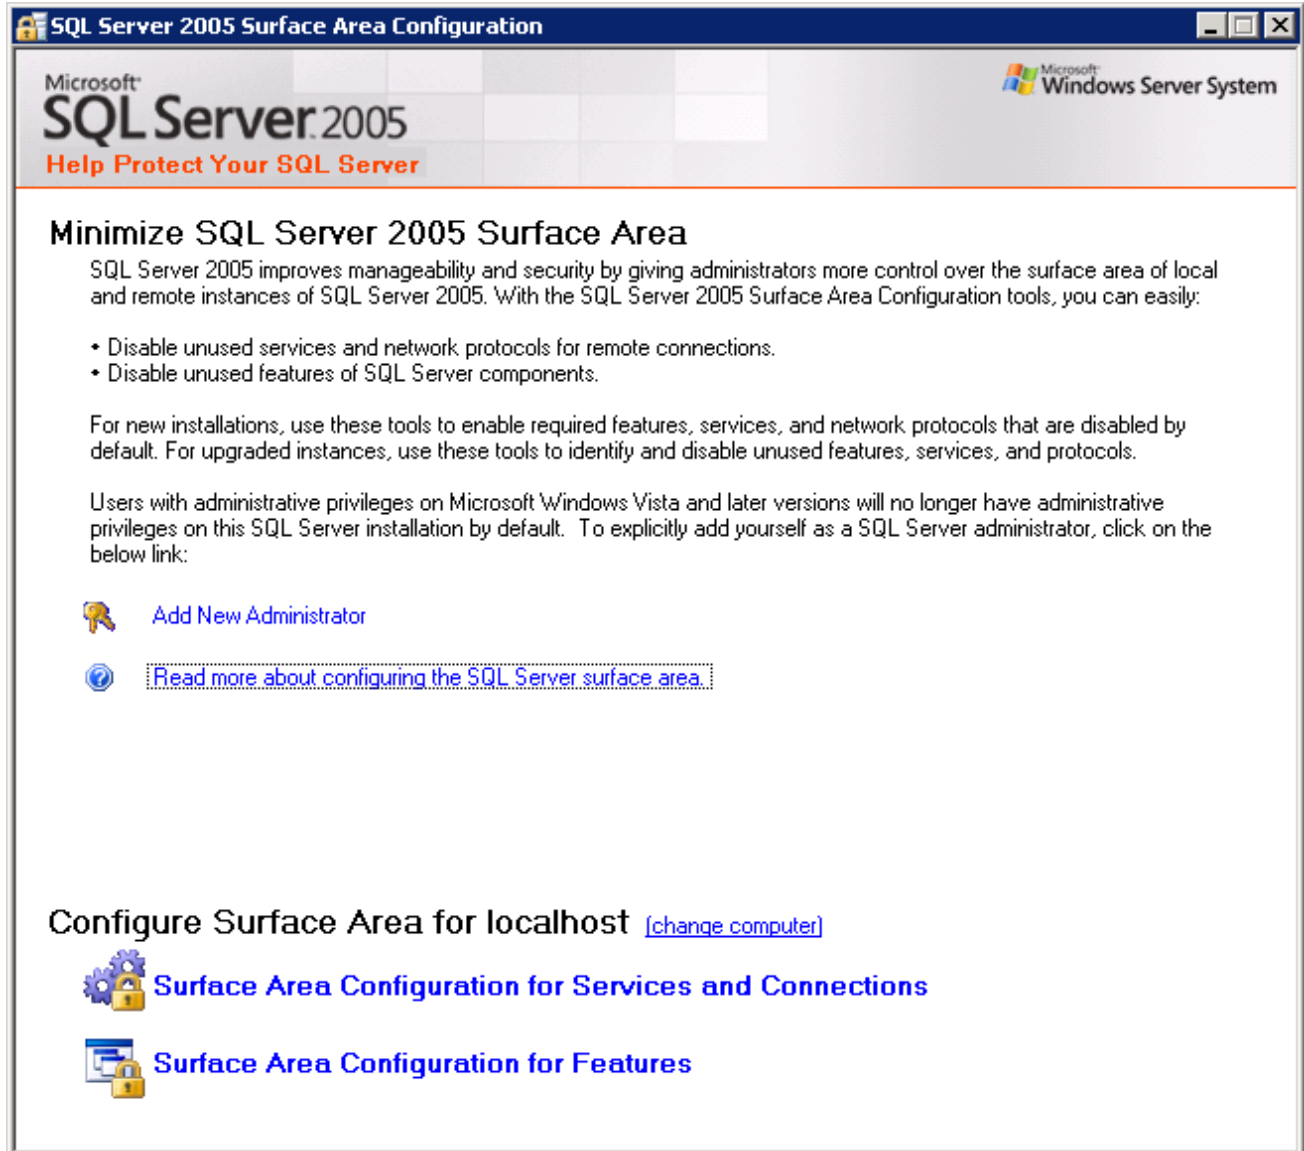 SQL Server 2005 Surface Area Configuration
Microsoft
SQL Server 2005
Help Protect Your SQL Server
Microsoft
Windows Server System
Minimize SQL Server 2005 Surface Area
SQL Server 2005 improves manageability and security by giving administrators more control over the surface area of local
and remote instances of SQL Server 2005. With the SQL Server 2005 Surface Area Configuration tools, you can easily:
• Disable unused services and network protocols for remote connections.
• Disable unused features of SQL Server components.
For new installations, use these tools to enable required features, services, and network protocols that are disabled by
default. For upgraded instances, use these tools to identify and disable unused features, services, and protocols.
Users with administrative privileges on Microsoft Windows Vista and later versions will no longer have administrative
privileges on this SQL Server installation by default.  To explicitly add yourself as a SQL Server administrator, click on the
below link:
Add New Administrator
Read more about configuring the SQL Server surface area.
Configure Surface Area for localhost (change computer)
Surface Area Configuration for Services and Connections
Surface Area Configuration for Features